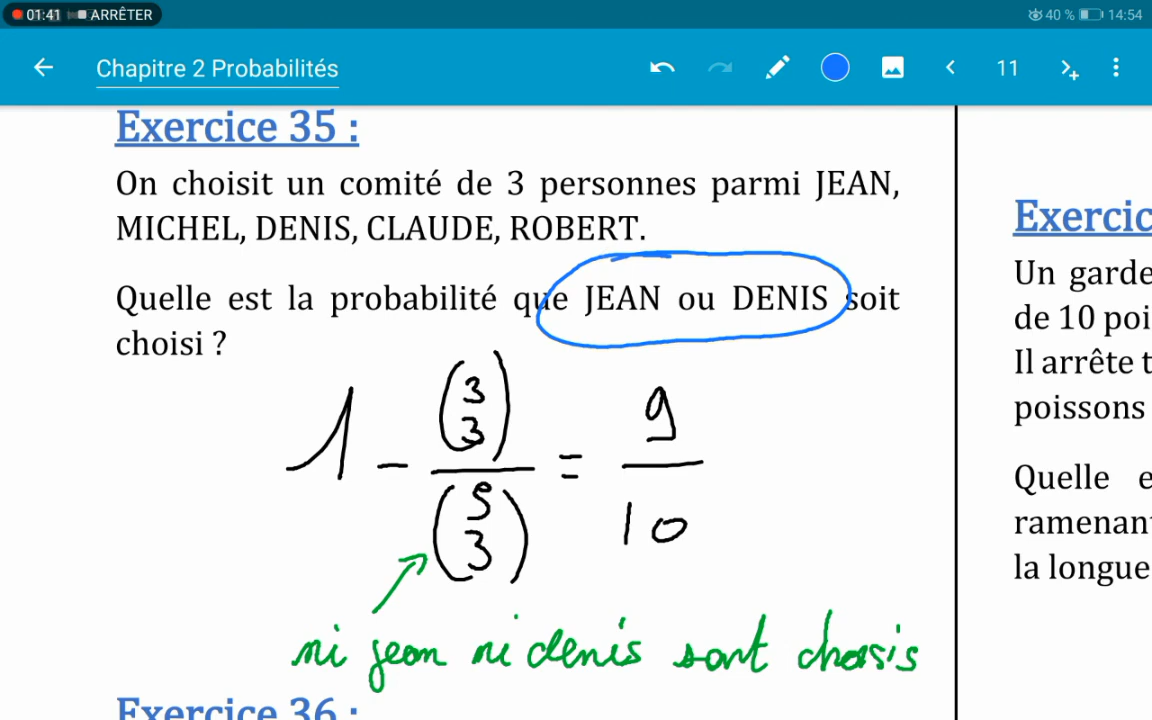 01:41 ARRÊTER 40 % 14:54
Chapitre 2 Probabilités 11
Exercice 35 :
On choisit un comité de 3 personnes parmi JEAN,
MICHEL, DENIS, CLAUDE, ROBERT.
Quelle est la probabilité que JEAN ou DENIS soit
choisi ?
1 - (3 3) / (5 3) = 9 / 10
ni jean ni denis sont choisis
Exercice 36 :
Exercic
Un garde
de 10 poi
Il arrête t
poissons
Quelle e
ramenant
la longue